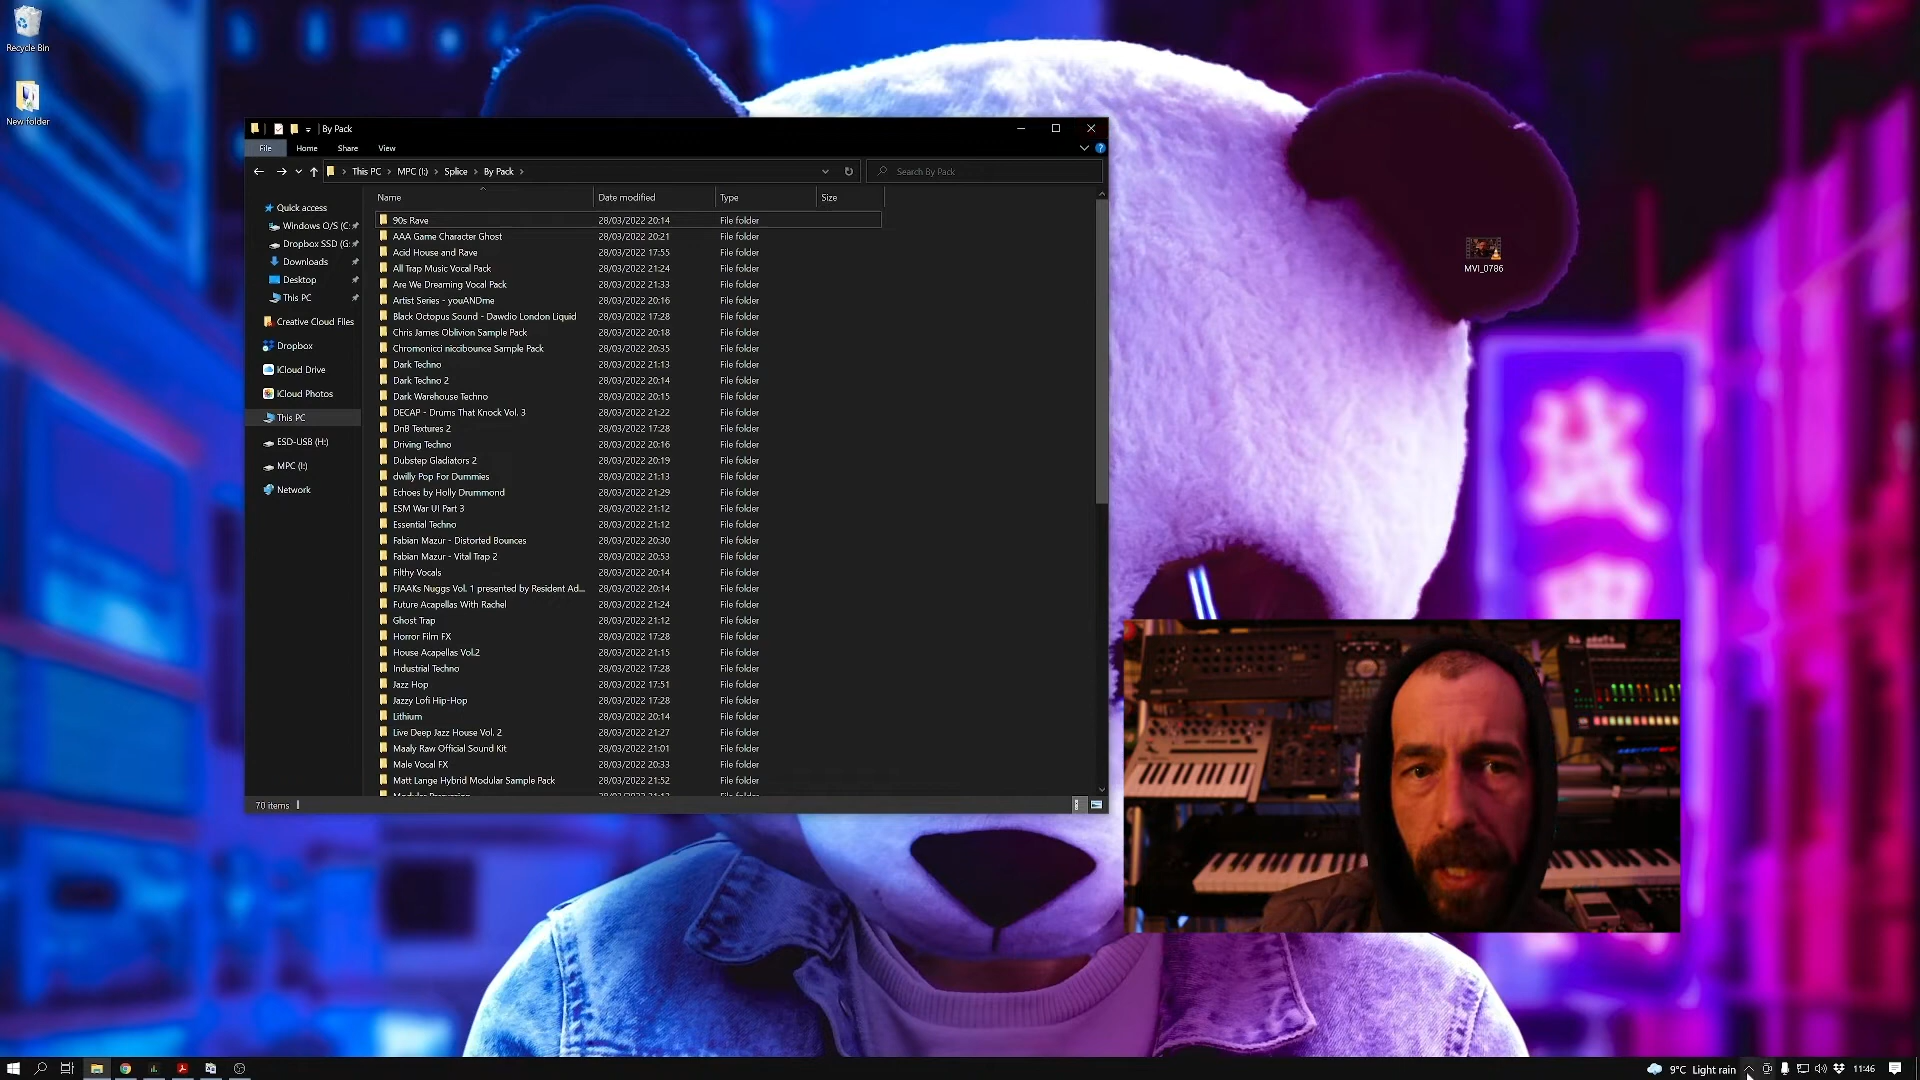 Recycle Bin
New folder
By Pack
File Home Share View
This PC MPC (I:) Splice By Pack
Search By Pack
Name Date modified Type Size
Quick access
Windows O/S (C:
Dropbox SSD (G:
Downloads
Desktop
This PC
Creative Cloud Files
Dropbox
iCloud Drive
iCloud Photos
This PC
ESD-USB (H:)
MPC (I:)
Network
90s Rave 28/03/2022 20:14 File folder
AAA Game Character Ghost 28/03/2022 20:21 File folder
Acid House and Rave 28/03/2022 17:55 File folder
All Trap Music Vocal Pack 28/03/2022 21:24 File folder
Are We Dreaming Vocal Pack 28/03/2022 21:33 File folder
Artist Series - youANDme 28/03/2022 20:16 File folder
Black Octopus Sound - Dawdio London Liquid 28/03/2022 17:28 File folder
Chris James Oblivion Sample Pack 28/03/2022 20:18 File folder
Chromonicci niccibounce Sample Pack 28/03/2022 20:35 File folder
Dark Techno 28/03/2022 21:13 File folder
Dark Techno 2 28/03/2022 20:14 File folder
Dark Warehouse Techno 28/03/2022 20:15 File folder
DECAP - Drums That Knock Vol. 3 28/03/2022 21:22 File folder
DnB Textures 2 28/03/2022 17:28 File folder
Driving Techno 28/03/2022 20:16 File folder
Dubstep Gladiators 2 28/03/2022 20:19 File folder
dwilly Pop For Dummies 28/03/2022 21:13 File folder
Echoes by Holly Drummond 28/03/2022 21:29 File folder
ESM War UI Part 3 28/03/2022 21:12 File folder
Essential Techno 28/03/2022 21:12 File folder
Fabian Mazur - Distorted Bounces 28/03/2022 20:30 File folder
Fabian Mazur - Vital Trap 2 28/03/2022 20:53 File folder
Filthy Vocals 28/03/2022 20:14 File folder
FJAAKs Nuggs Vol. 1 presented by Resident Ad... 28/03/2022 20:14 File folder
Future Acapellas With Rachel 28/03/2022 21:24 File folder
Ghost Trap 28/03/2022 21:12 File folder
Horror Film FX 28/03/2022 17:28 File folder
House Acapellas Vol.2 28/03/2022 21:15 File folder
Industrial Techno 28/03/2022 17:28 File folder
Jazz Hop 28/03/2022 17:51 File folder
Jazzy Lofi Hip-Hop 28/03/2022 17:28 File folder
Lithium 28/03/2022 20:14 File folder
Live Deep Jazz House Vol. 2 28/03/2022 21:27 File folder
Maaly Raw Official Sound Kit 28/03/2022 21:01 File folder
Male Vocal FX 28/03/2022 20:33 File folder
Matt Lange Hybrid Modular Sample Pack 28/03/2022 21:52 File folder
70 items
MVI_0786
9°C Light rain
11:46